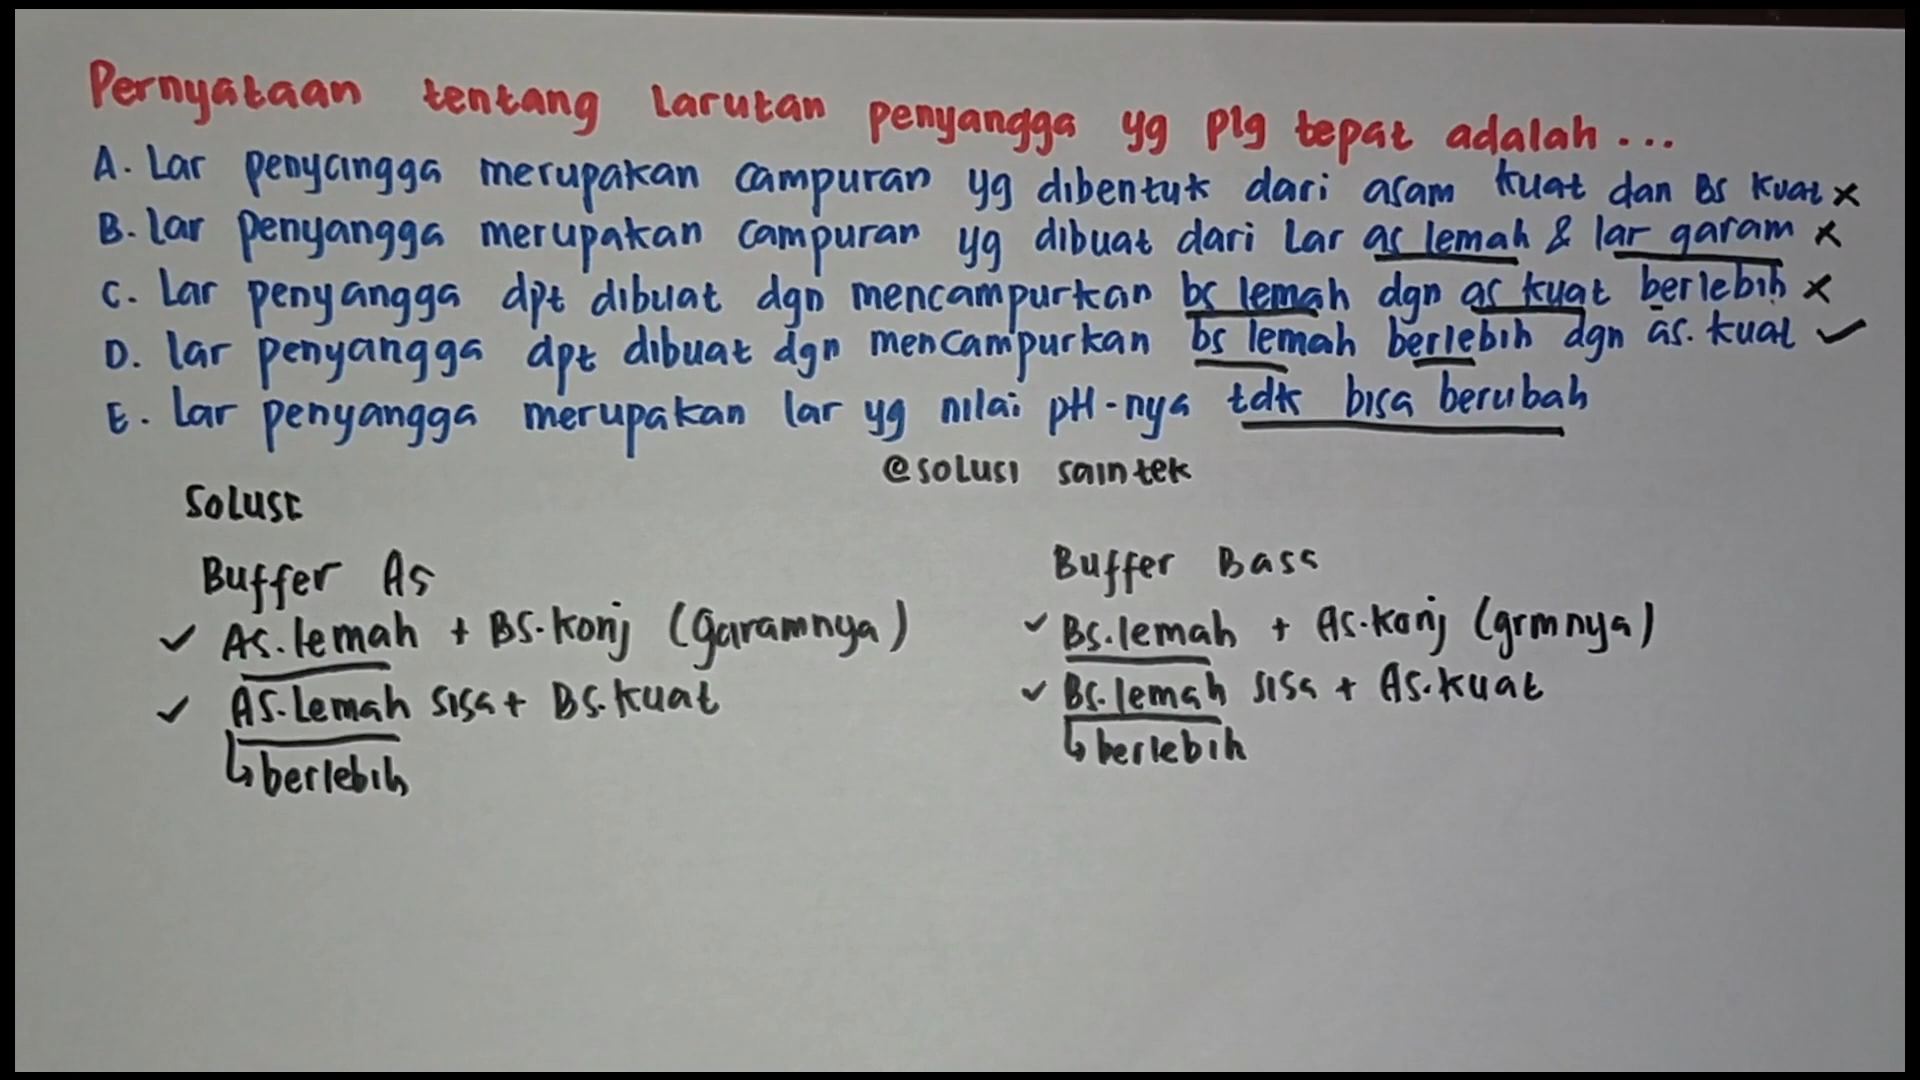 Pernyataan tentang Larutan penyangga yg plg tepat adalah...
A. Lar penyangga merupakan campuran yg dibentuk dari asam kuat dan Bs kuat x
B. lar penyangga merupakan campuran yg dibuat dari Lar as lemah & lar garam x
C. Lar penyangga dpt dibuat dgn mencampurkan bs lemah dgn as kuat berlebih x
D. lar penyangga dpt dibuat dgn mencampurkan bs lemah berlebih dgn as. kuat ✓
E. Lar penyangga merupakan lar yg nilai pH-nya tdk bisa berubah
@solusi saintek
Solusi
Buffer As
✓ As.lemah + Bs.konj (garamnya)
✓ As.Lemah sisa + Bs.kuat
↳ berlebih
Buffer Basa
✓ Bs.lemah + As.konj (grmnya)
✓ Bs.lemah sisa + As.kuat
↳ berlebih